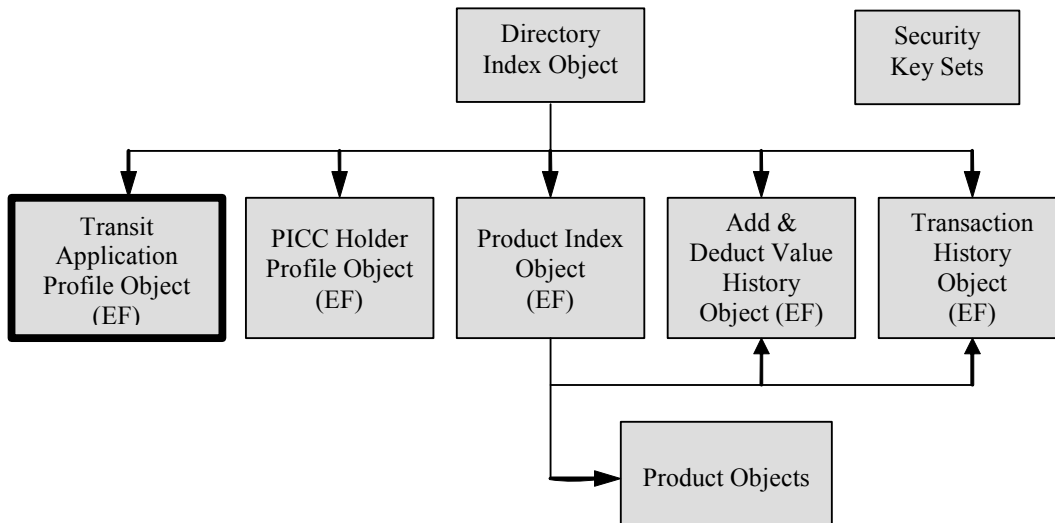 Directory
Index Object
Security
Key Sets
Transit
Application
Profile Object
(EF)
PICC Holder
Profile Object
(EF)
Product Index
Object
(EF)
Add &
Deduct Value
History
Object (EF)
Transaction
History
Object
(EF)
Product Objects